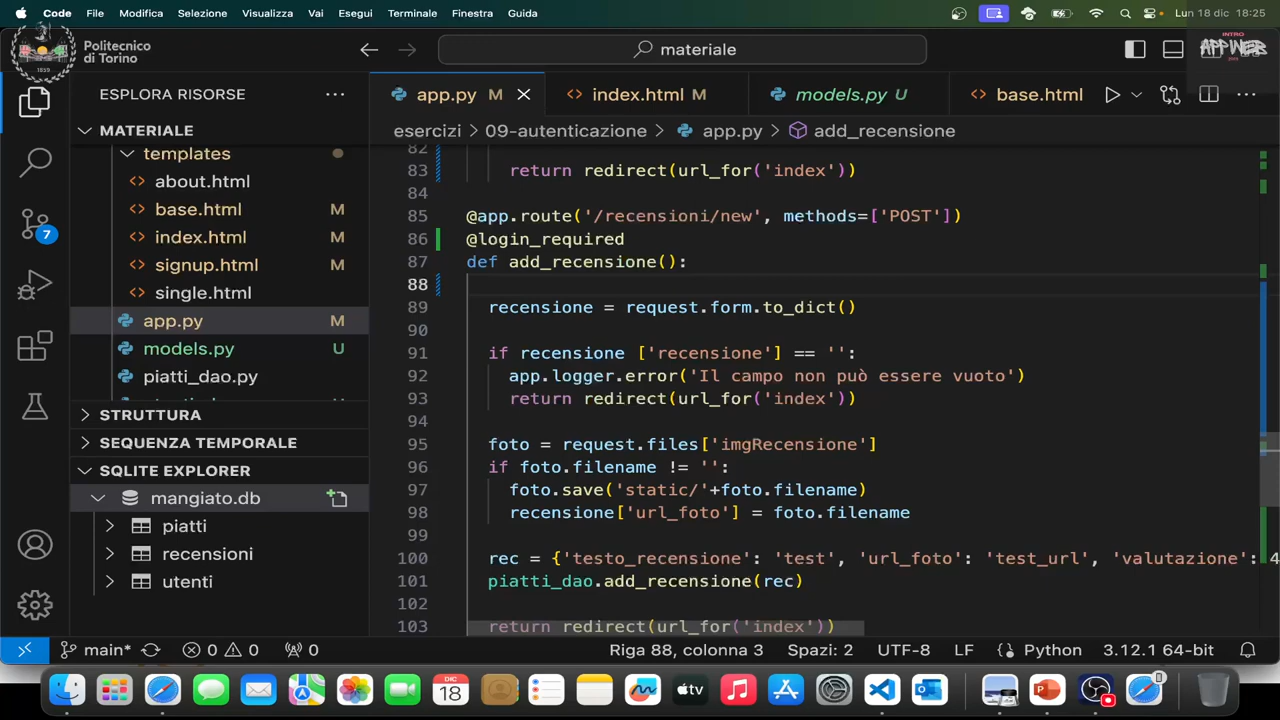 Code File Modifica Selezione Visualizza Vai Esegui Terminale Finestra Guida Lun 18 dic 18:25
Politecnico
di Torino
1859
materiale
INTRO
APPWEB
ESPLORA RISORSE
app.py M
index.html M
models.py U
base.html
MATERIALE
esercizi > 09-autenticazione > app.py > add_recensione
templates
about.html
base.html M
index.html M
signup.html M
single.html
app.py M
models.py U
piatti_dao.py
STRUTTURA
SEQUENZA TEMPORALE
SQLITE EXPLORER
mangiato.db
piatti
recensioni
utenti
7
82
83 return redirect(url_for('index'))
84
85 @app.route('/recensioni/new', methods=['POST'])
86 @login_required
87 def add_recensione():
88
89 recensione = request.form.to_dict()
90
91 if recensione ['recensione'] == '':
92 app.logger.error('Il campo non può essere vuoto')
93 return redirect(url_for('index'))
94
95 foto = request.files['imgRecensione']
96 if foto.filename != '':
97 foto.save('static/'+foto.filename)
98 recensione['url_foto'] = foto.filename
99
100 rec = {'testo_recensione': 'test', 'url_foto': 'test_url', 'valutazione': 4
101 piatti_dao.add_recensione(rec)
102
103 return redirect(url_for('index'))
main* 0 0 0 Riga 88, colonna 3 Spazi: 2 UTF-8 LF Python 3.12.1 64-bit
DIC
18
tv